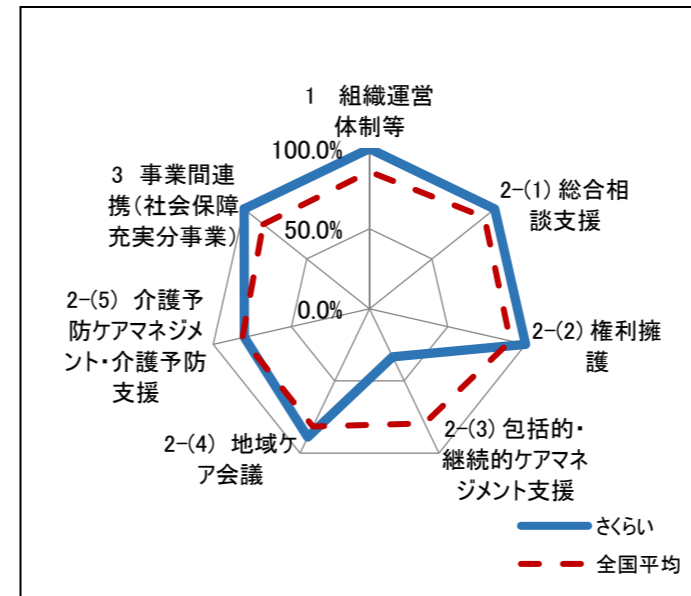 1　組織運営
体制等
100.0%
50.0%
0.0%
2-(1) 総合相
談支援
2-(2) 権利擁
護
2-(3) 包括的・
継続的ケアマネ
ジメント支援
2-(4) 地域ケ
ア会議
2-(5) 介護予
防ケアマネジメ
ント・介護予防
支援
3 事業間連
携(社会保障
充実分事業)
さくらい
全国平均